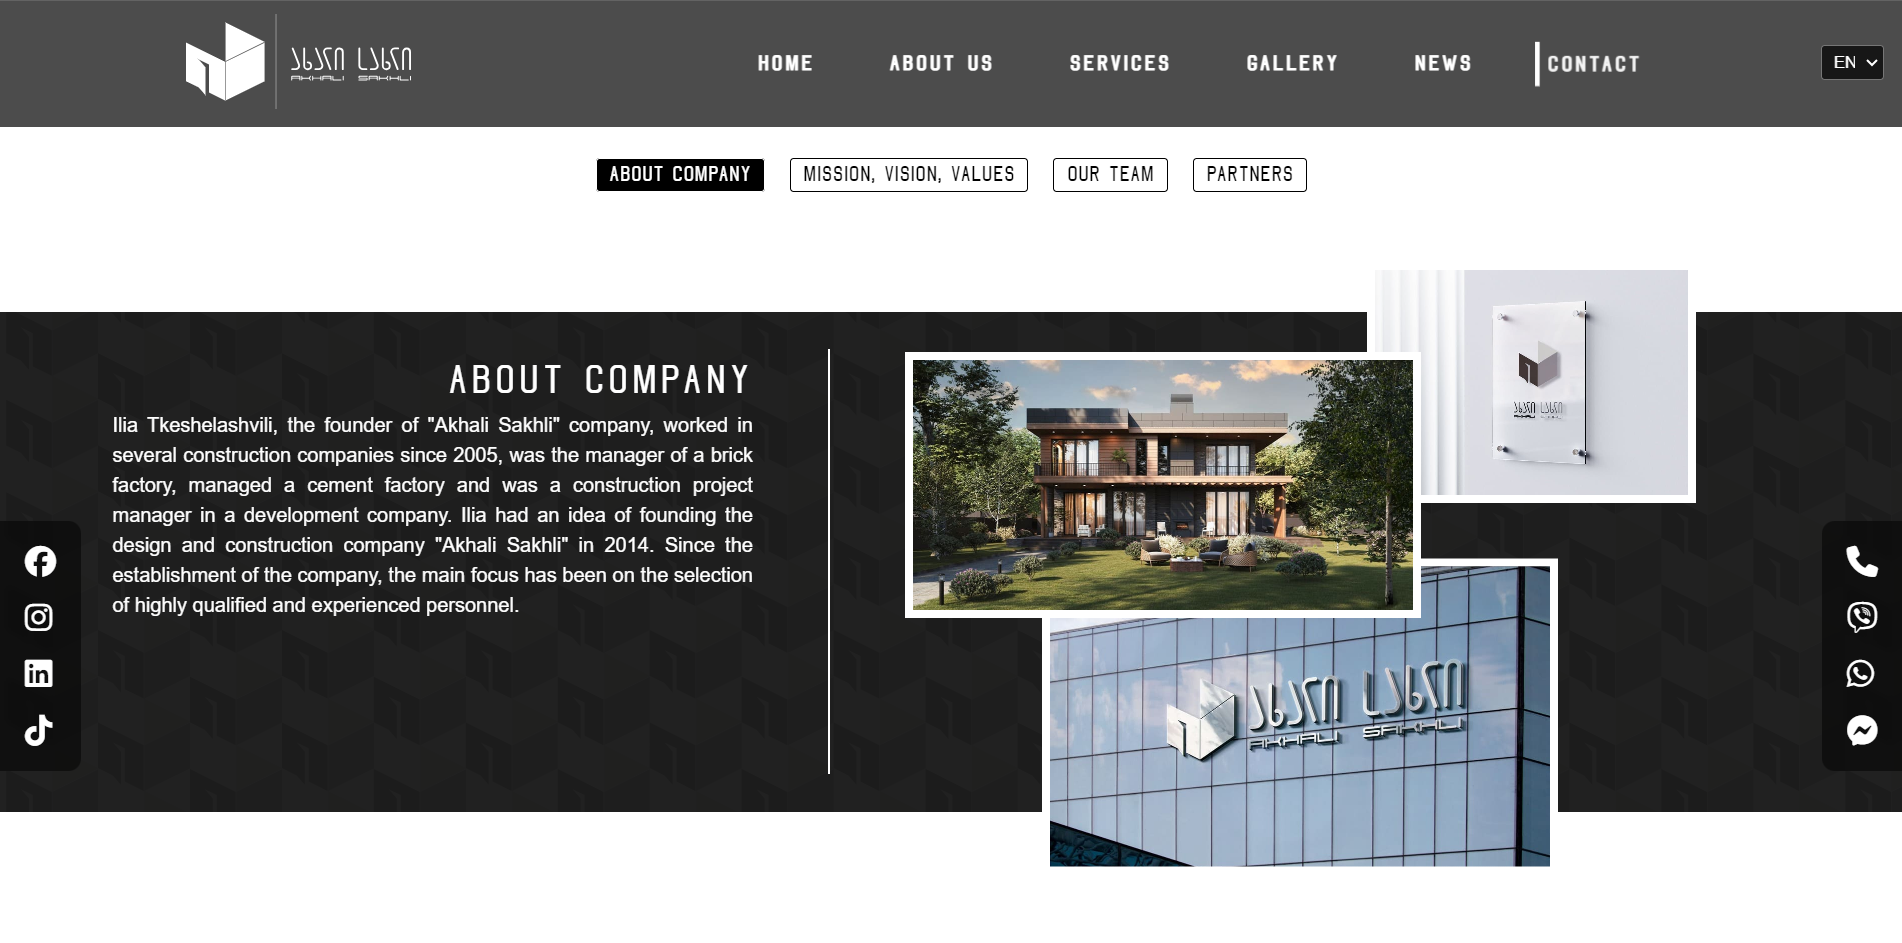 ახალი სახლი
AKHALI SAKHLI
HOME
ABOUT US
SERVICES
GALLERY
NEWS
CONTACT
EN
ABOUT COMPANY
MISSION, VISION, VALUES
OUR TEAM
PARTNERS
ABOUT COMPANY
Ilia Tkeshelashvili, the founder of "Akhali Sakhli" company, worked in
several construction companies since 2005, was the manager of a brick
factory, managed a cement factory and was a construction project
manager in a development company. Ilia had an idea of founding the
design and construction company "Akhali Sakhli" in 2014. Since the
establishment of the company, the main focus has been on the selection
of highly qualified and experienced personnel.
ახალი სახლი
AKHALI SAKHLI
ახალი სახლი
AKHALI SAKHLI